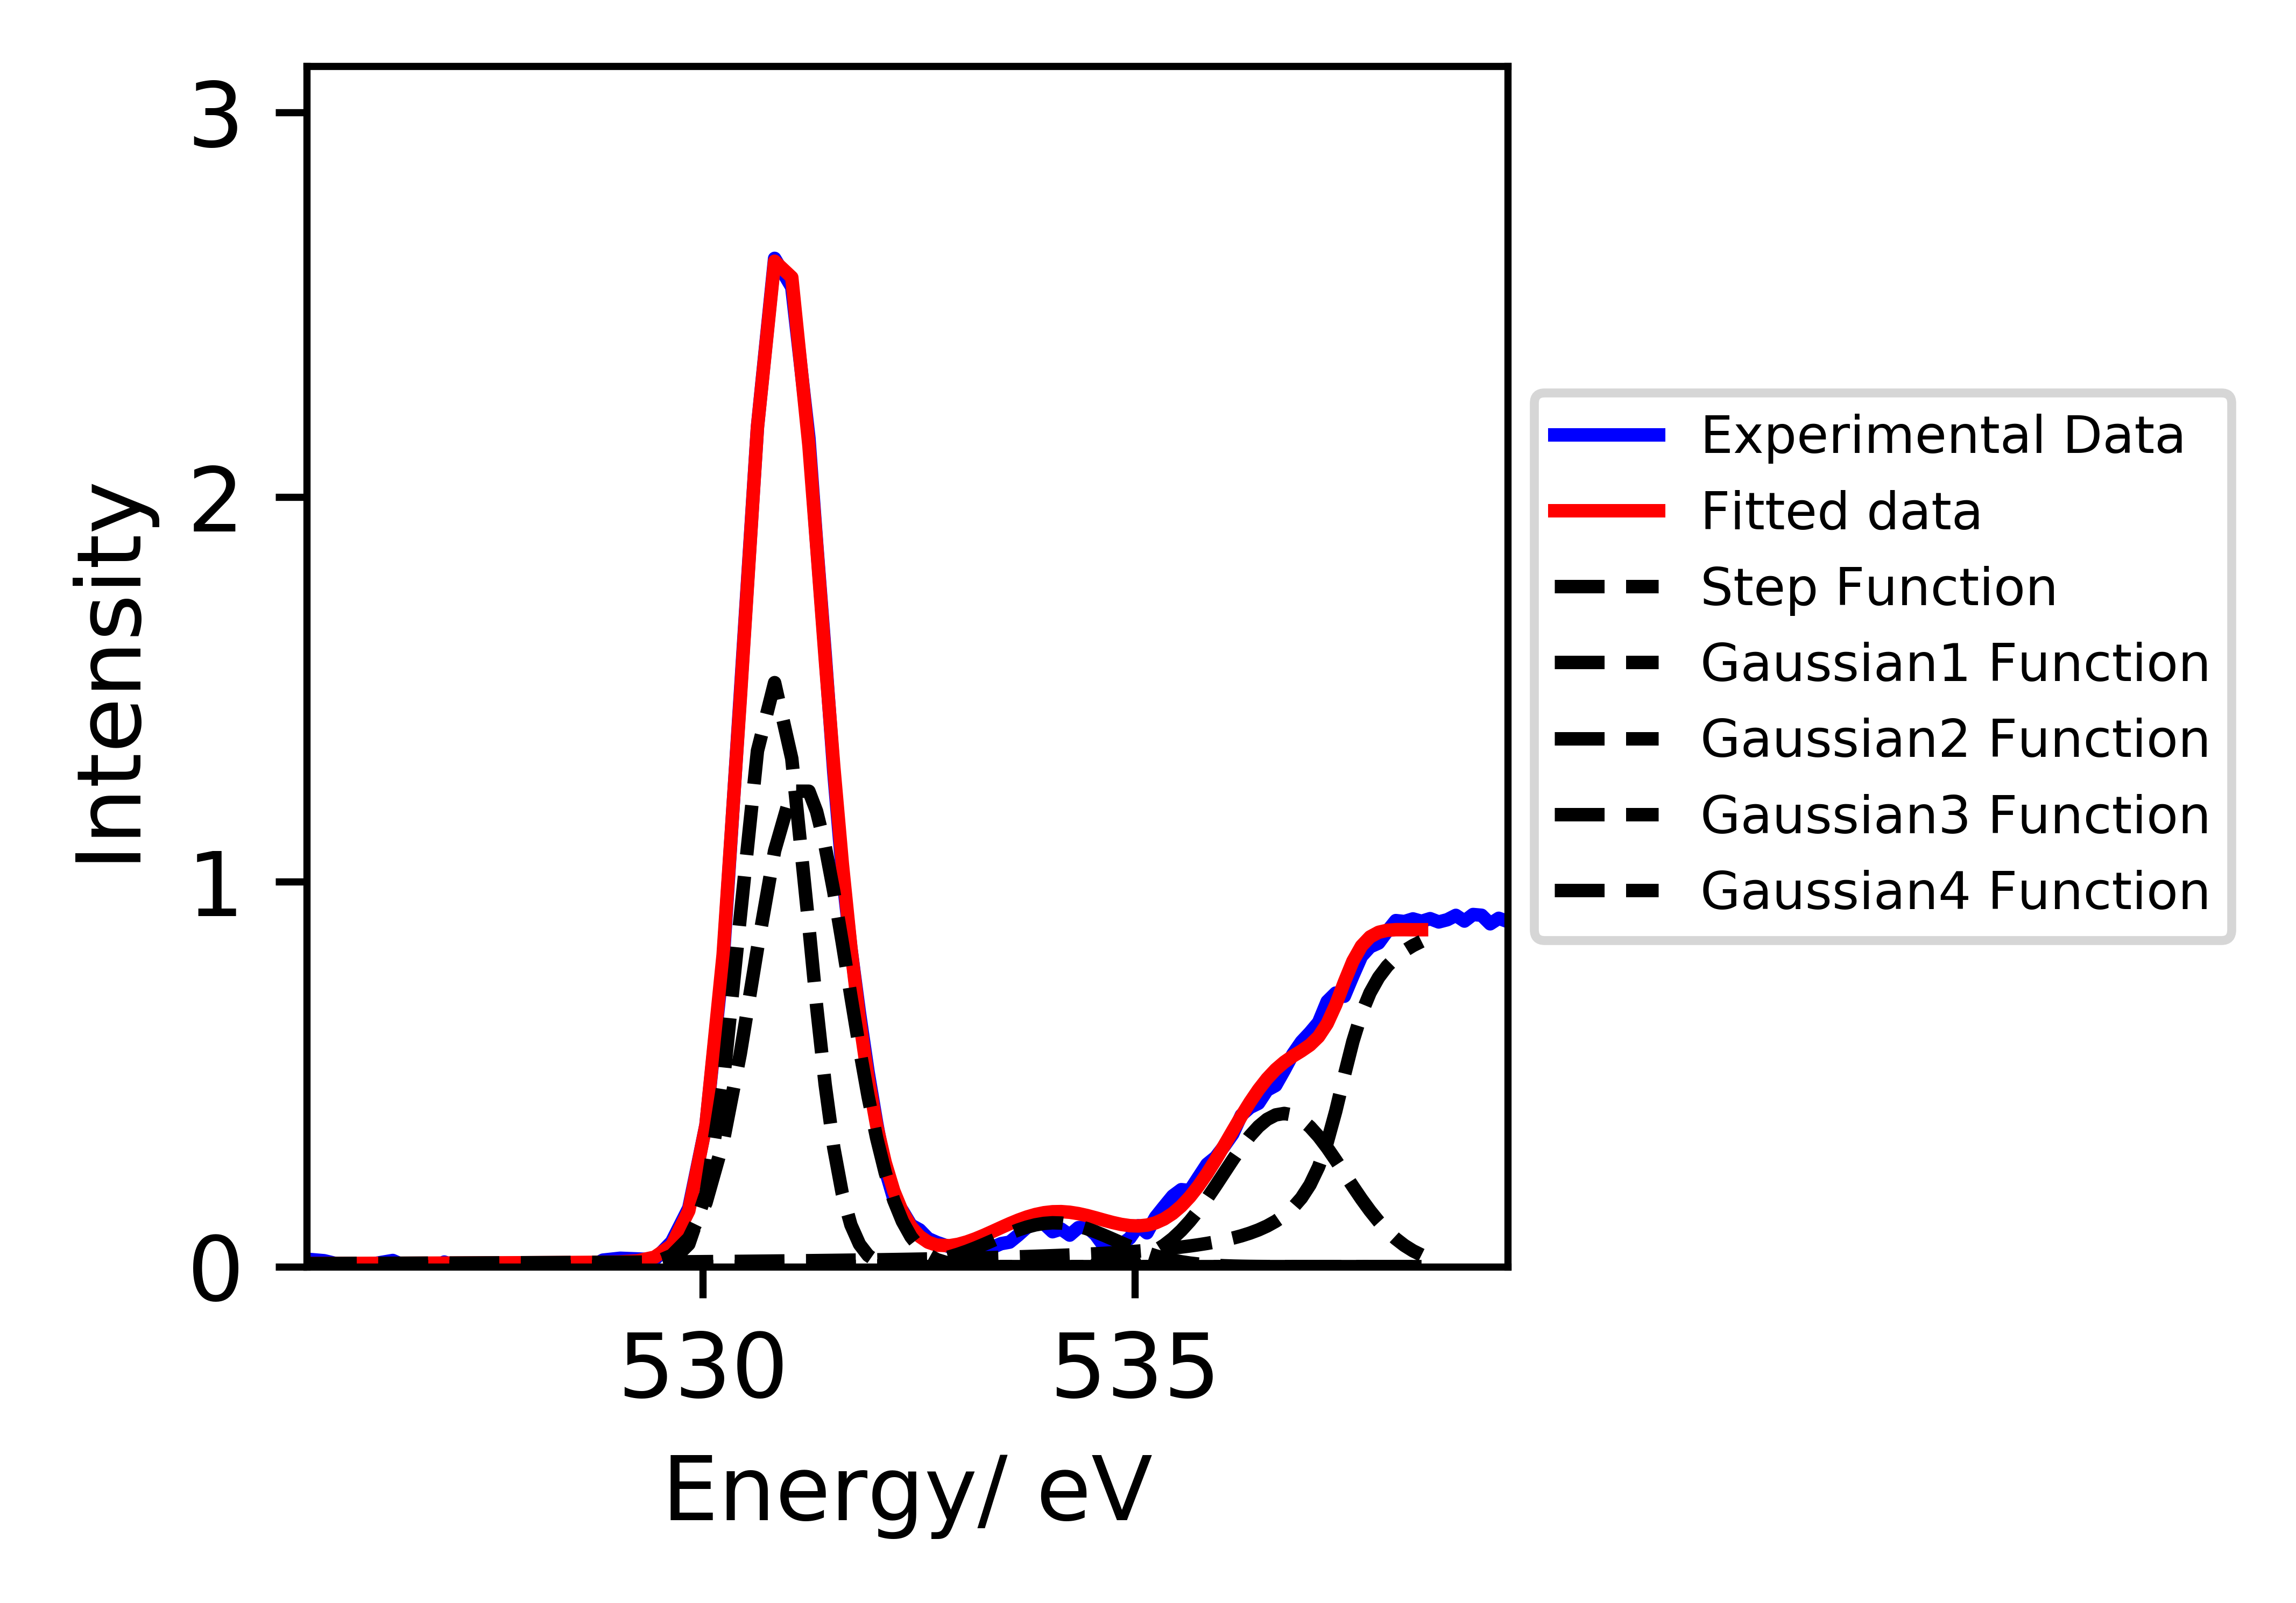 3
2
1
0
Intensity
530
535
Energy/ eV
Experimental Data
Fitted data
Step Function
Gaussian1 Function
Gaussian2 Function
Gaussian3 Function
Gaussian4 Function